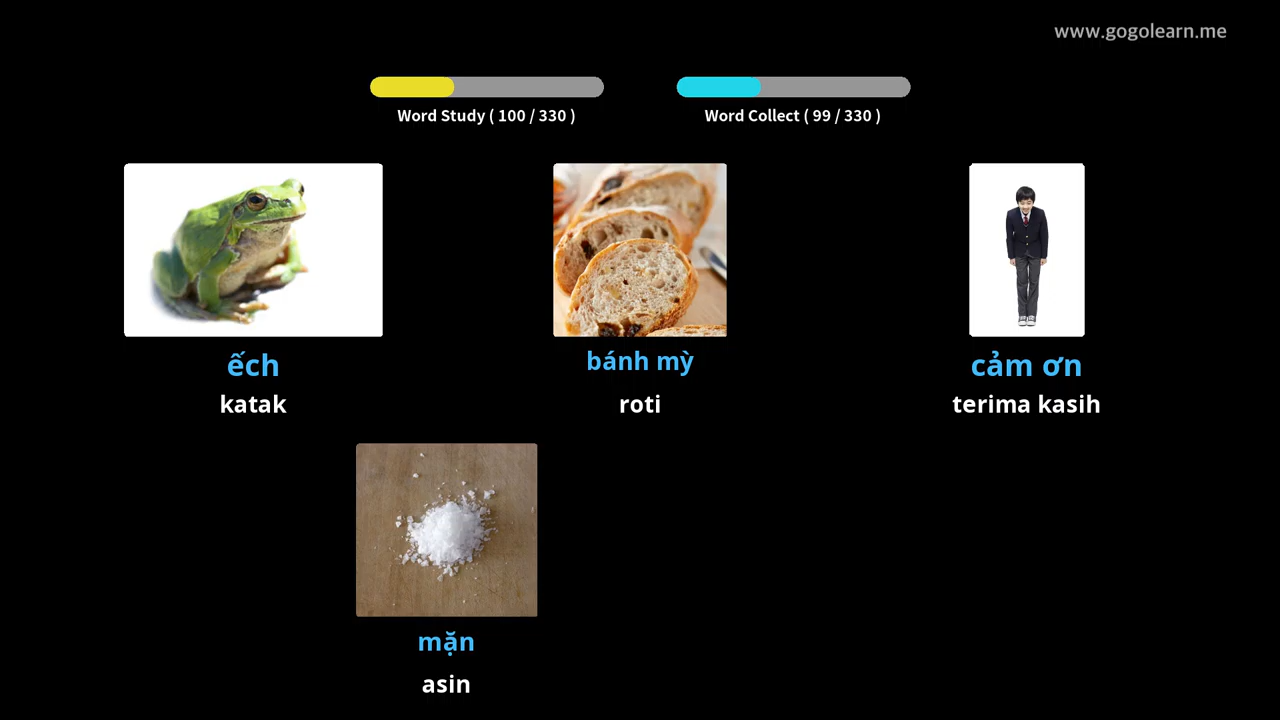 www.gogolearn.me
Word Study ( 100 / 330 )
Word Collect ( 99 / 330 )
ếch
bánh mỳ
cảm ơn
katak
roti
terima kasih
mặn
asin